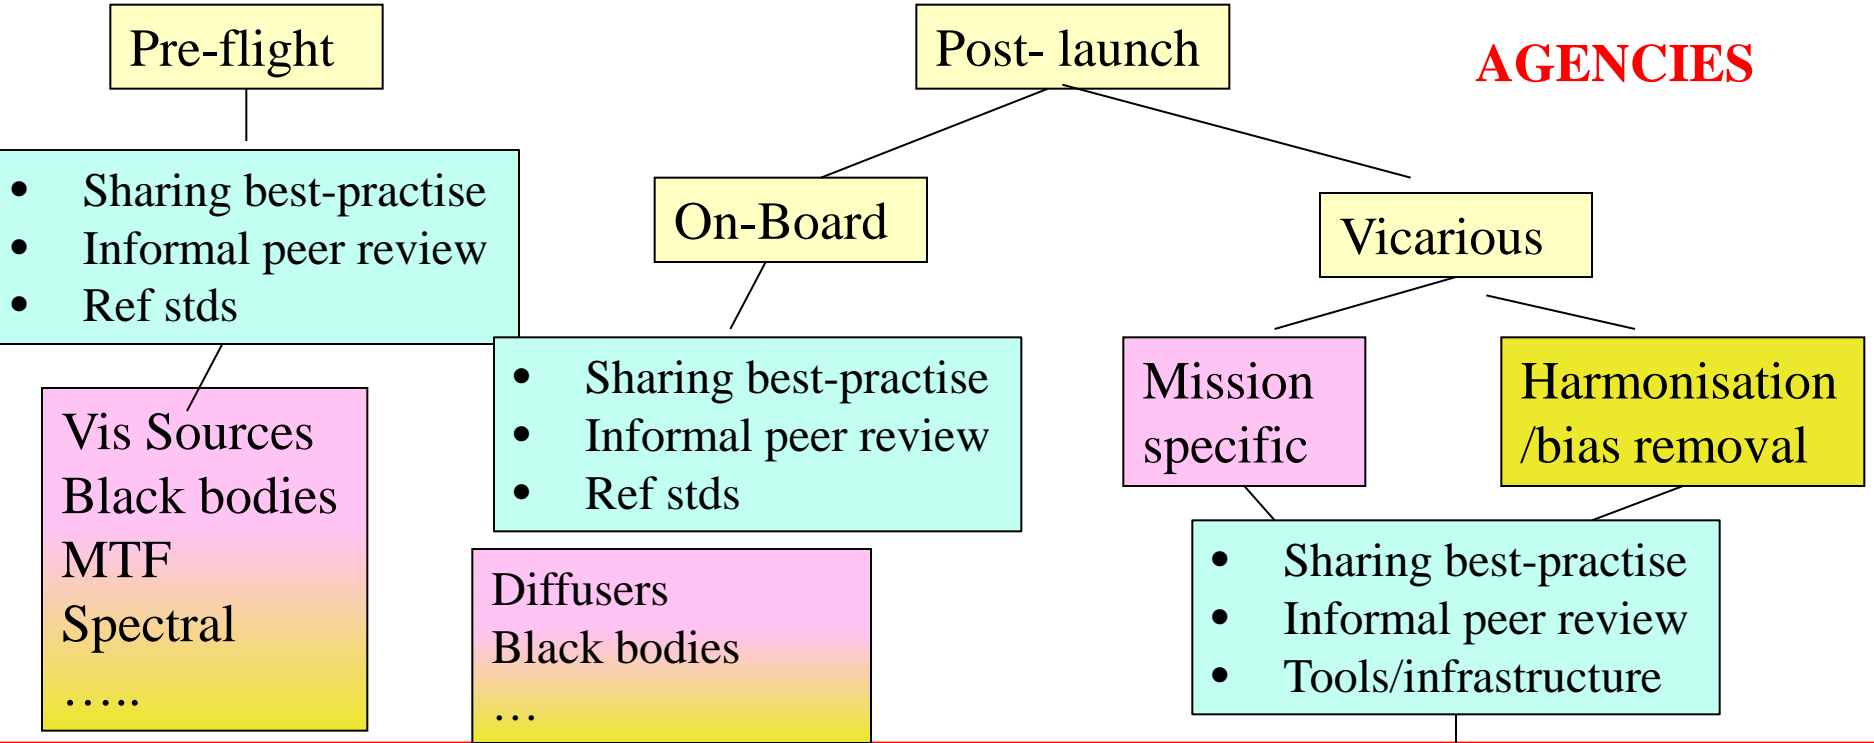 Pre-flight
Post- launch
AGENCIES
• Sharing best-practise
• Informal peer review
• Ref stds
On-Board
Vicarious
Vis Sources
Black bodies
MTF
Spectral
…..
• Sharing best-practise
• Informal peer review
• Ref stds
Mission
specific
Harmonisation
/bias removal
Diffusers
Black bodies
…
• Sharing best-practise
• Informal peer review
• Tools/infrastructure